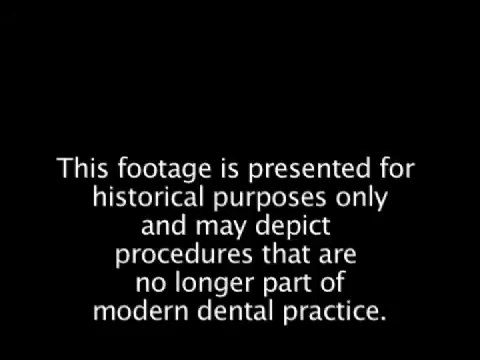 This footage is presented for
historical purposes only
and may depict
procedures that are
no longer part of
modern dental practice.